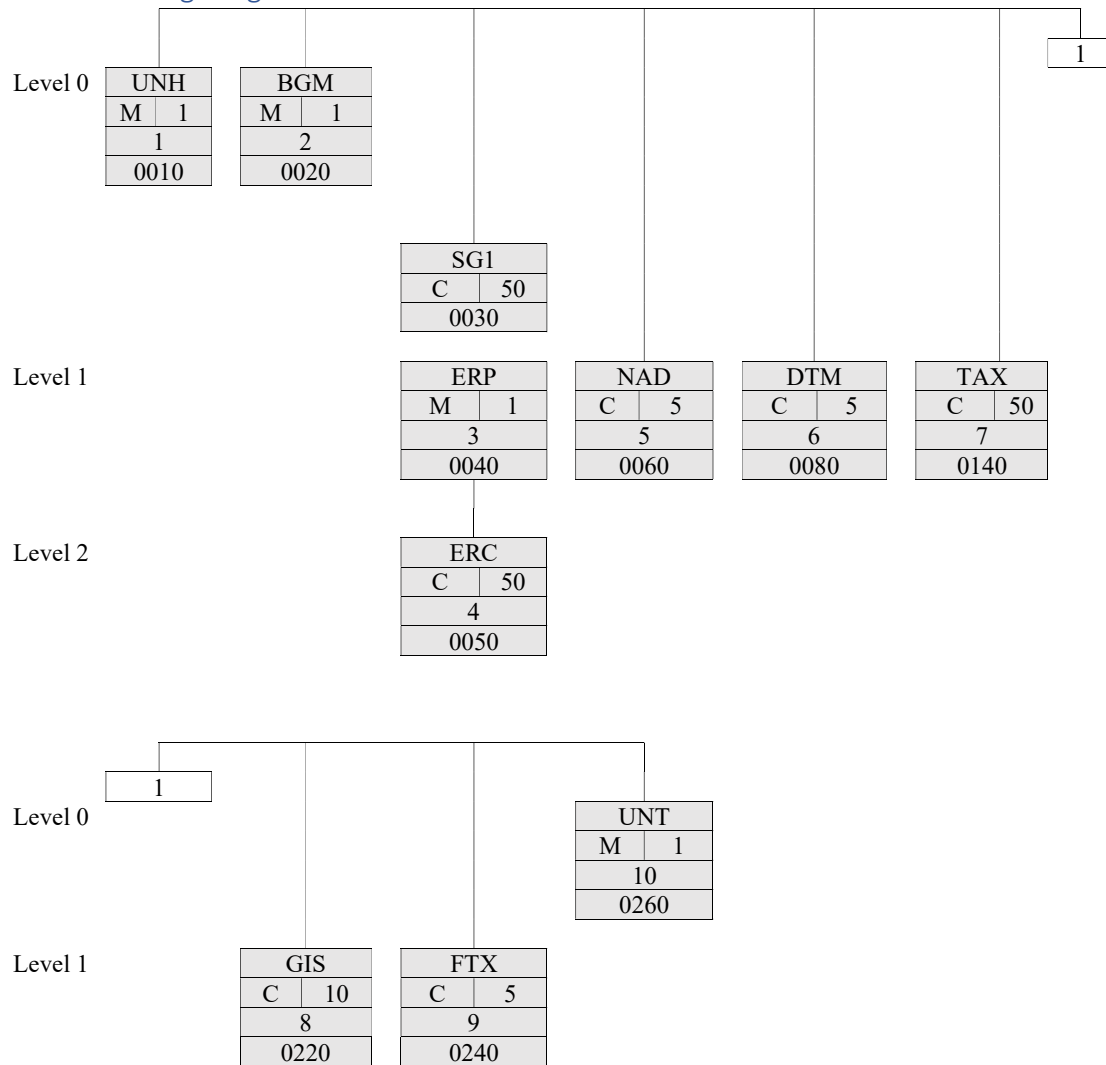 1
Level 0 UNH BGM
M 1 M 1
1 2
0010 0020
SG1
C 50
0030
Level 1 ERP NAD DTM TAX
M 1 C 5 C 5 C 50
3 5 6 7
0040 0060 0080 0140
Level 2 ERC
C 50
4
0050
1
Level 0 UNT
M 1
10
0260
Level 1 GIS FTX
C 10 C 5
8 9
0220 0240